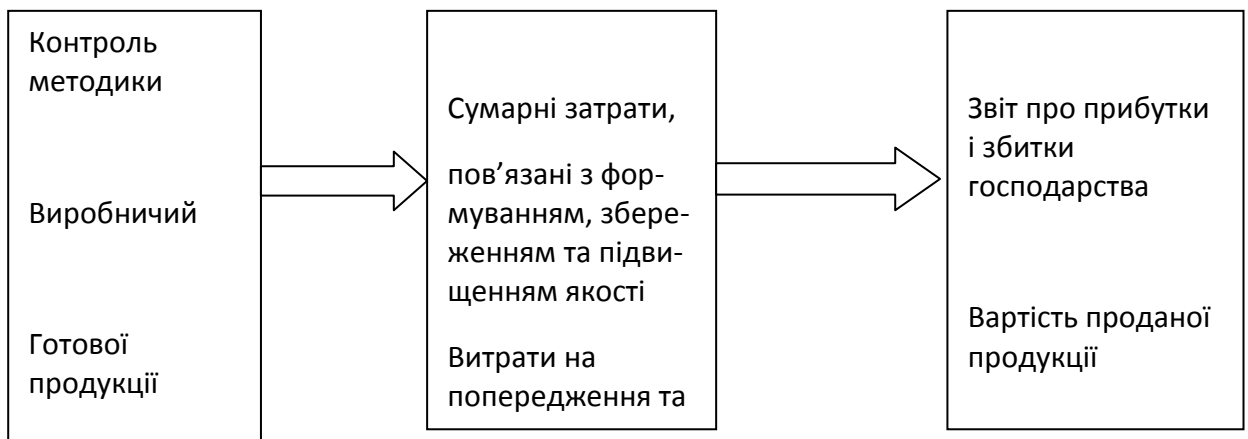 Контроль
методики
Виробничий
Готової
продукції
Сумарні затрати,
пов’язані з фор-
муванням, збере-
женням та підви-
щенням якості
Витрати на
попередження та
Звіт про прибутки
і збитки
господарства
Вартість проданої
продукції